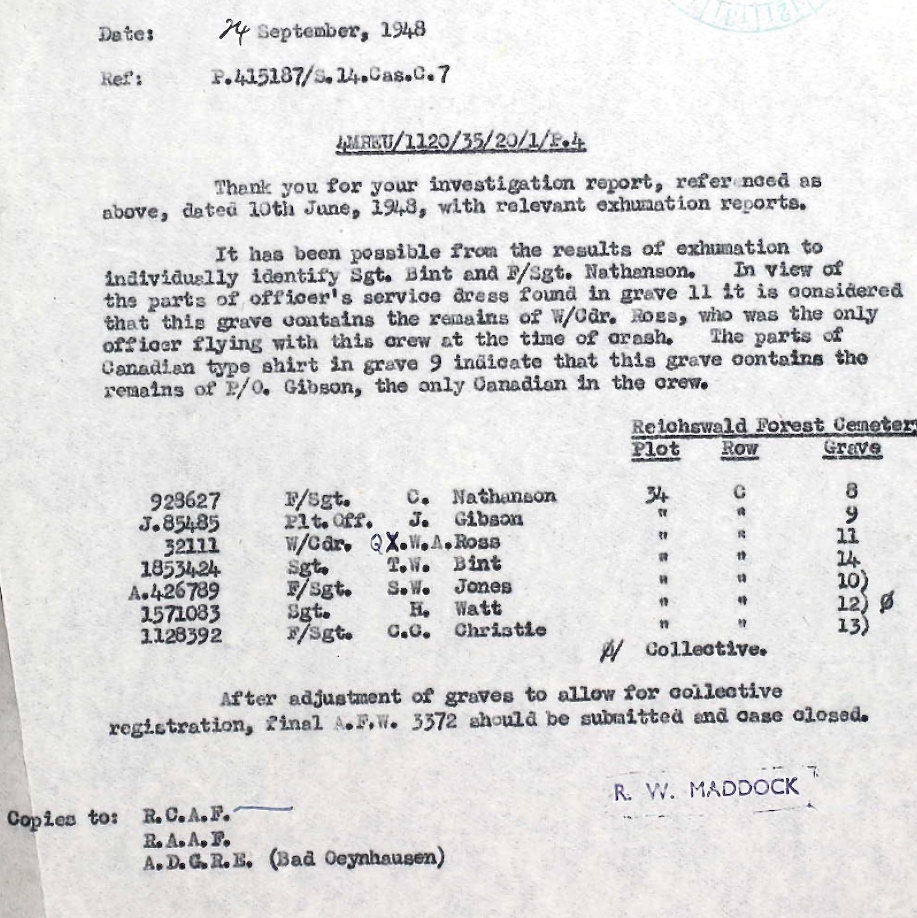 Date: 24 September, 1948
Ref: P.415187/S.14.Cas.C.7
4MREU/1120/35/20/1/P.4
Thank you for your investigation report, referenced as
above, dated 10th June, 1948, with relevant exhumation reports.
It has been possible from the results of exhumation to
individually identify Sgt. Bint and F/Sgt. Nathanson. In view of
the parts of officer's service dress found in grave 11 it is considered
that this grave contains the remains of W/Cdr. Ross, who was the only
officer flying with this crew at the time of crash. The parts of
Canadian type shirt in grave 9 indicate that this grave contains the
remains of P/O. Gibson, the only Canadian in the crew.
Reichswald Forest Cemeter
Plot Row Grave
928627 F/Sgt. C. Nathanson 34 C 8
J.85485 Plt.Off. J. Gibson " " 9
32111 W/Cdr. QX.W.A.Ross " " 11
1853424 Sgt. T.W. Bint " " 14
A.426789 F/Sgt. S.W. Jones " " 10)
1571083 Sgt. H. Watt " " 12) Ø
1128392 F/Sgt. C.C. Christie " " 13)
Ø/ Collective.
After adjustment of graves to allow for collective
registration, final A.F.W. 3372 should be submitted and case closed.
R. W. MADDOCK
Copies to: R.C.A.F.
R.A.A.F.
A.D.G.R.E. (Bad Oeynhausen)